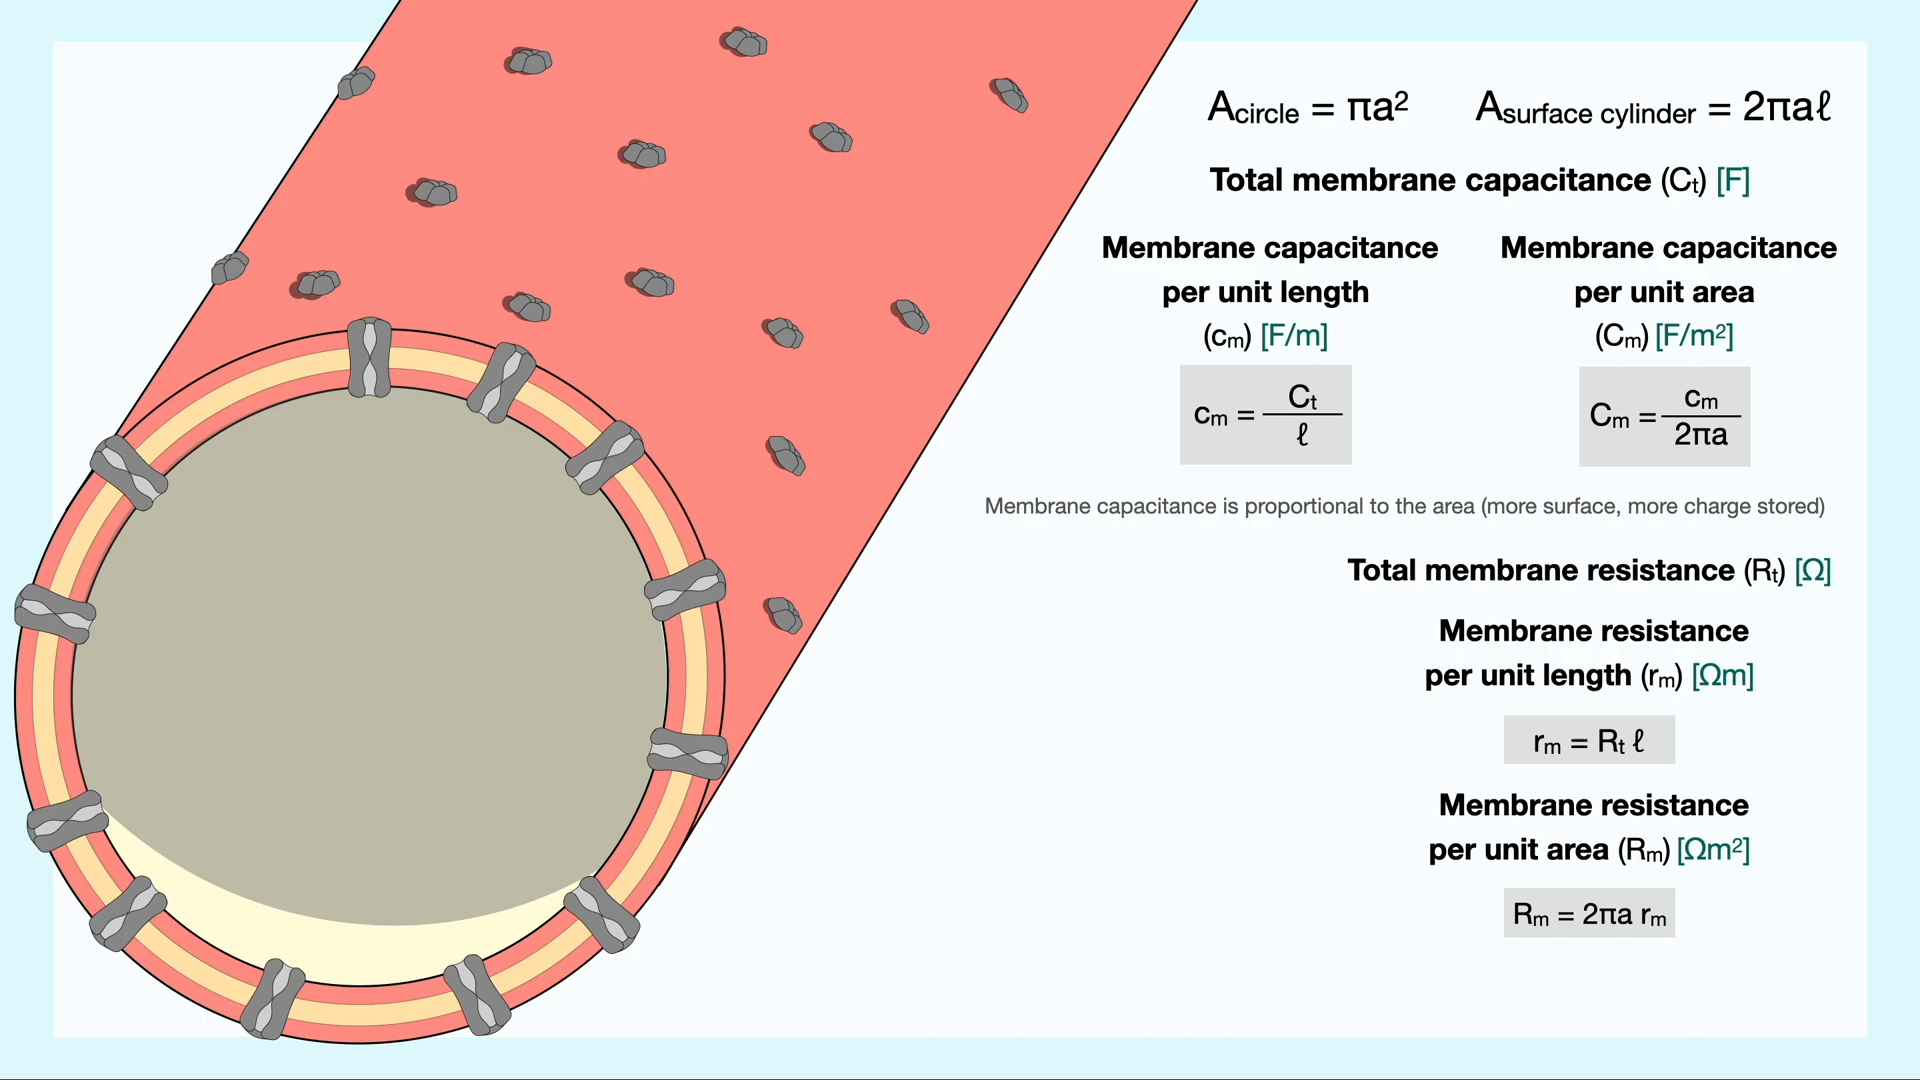 A_circle = πa²
A_surface cylinder = 2πaℓ
Total membrane capacitance (Cₜ) [F]
Membrane capacitance
per unit length
(cₘ) [F/m]
cₘ = Cₜ / ℓ
Membrane capacitance
per unit area
(Cₘ) [F/m²]
Cₘ = cₘ / 2πa
Membrane capacitance is proportional to the area (more surface, more charge stored)
Total membrane resistance (Rₜ) [Ω]
Membrane resistance
per unit length (rₘ) [Ωm]
rₘ = Rₜ ℓ
Membrane resistance
per unit area (Rₘ) [Ωm²]
Rₘ = 2πa rₘ